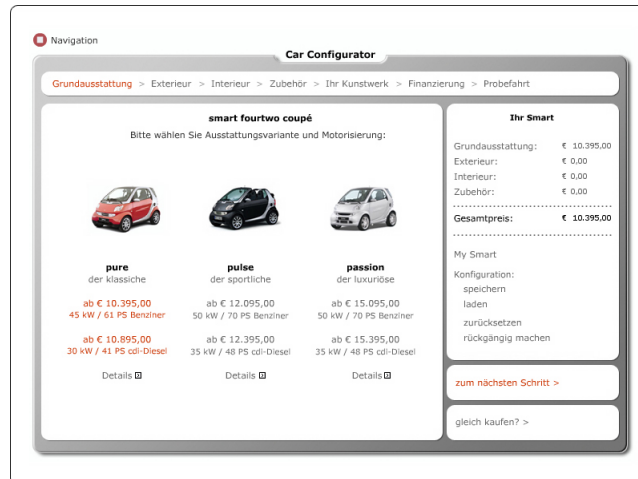 Navigation
Car Configurator
Grundausstattung > Exterieur > Interieur > Zubehör > Ihr Kunstwerk > Finanzierung > Probefahrt
smart fourtwo coupé
Bitte wählen Sie Ausstattungsvariante und Motorisierung:
pure
der klassiche
ab € 10.395,00
45 kW / 61 PS Benziner
ab € 10.895,00
30 kW / 41 PS cdi-Diesel
Details
pulse
der sportliche
ab € 12.095,00
50 kW / 70 PS Benziner
ab € 12.395,00
35 kW / 48 PS cdi-Diesel
Details
passion
der luxuriöse
ab € 15.095,00
50 kW / 70 PS Benziner
ab € 15.395,00
35 kW / 48 PS cdi-Diesel
Details
Ihr Smart
Grundausstattung: € 10.395,00
Exterieur: € 0,00
Interieur: € 0,00
Zubehör: € 0,00
Gesamtpreis: € 10.395,00
My Smart
Konfiguration:
speichern
laden
zurücksetzen
rückgängig machen
zum nächsten Schritt >
gleich kaufen? >